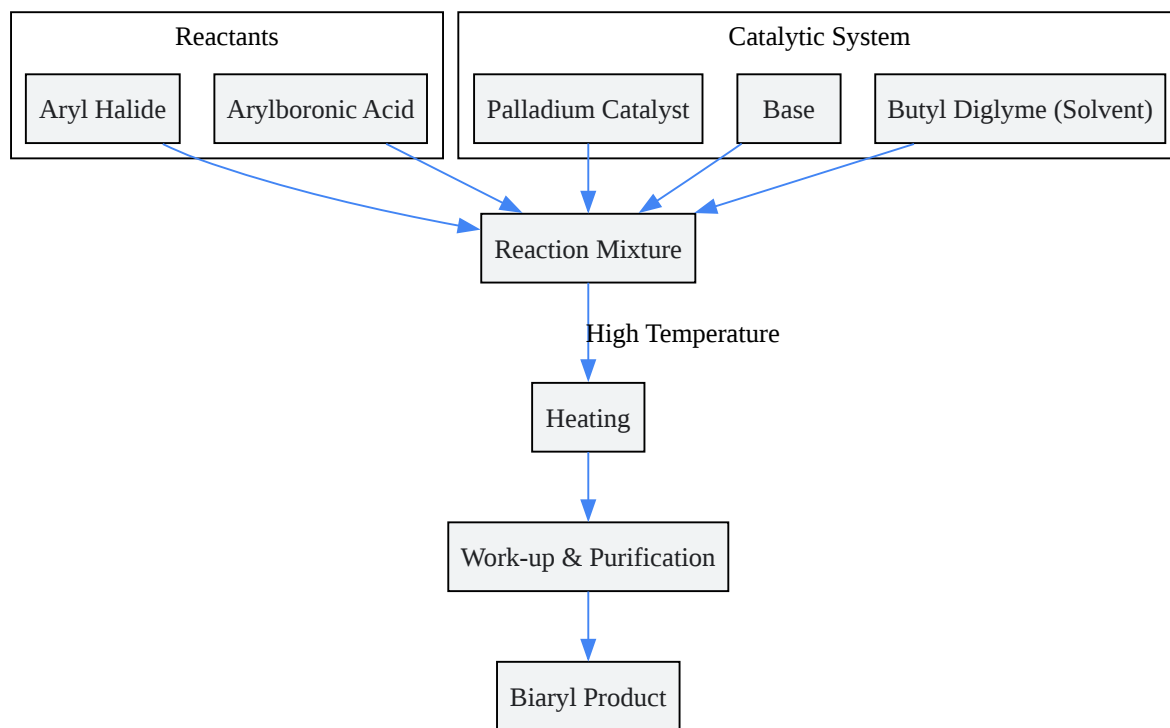 Reactants
Catalytic System
Aryl Halide
Arylboronic Acid
Palladium Catalyst
Base
Butyl Diglyme (Solvent)
Reaction Mixture
High Temperature
Heating
Work-up & Purification
Biaryl Product